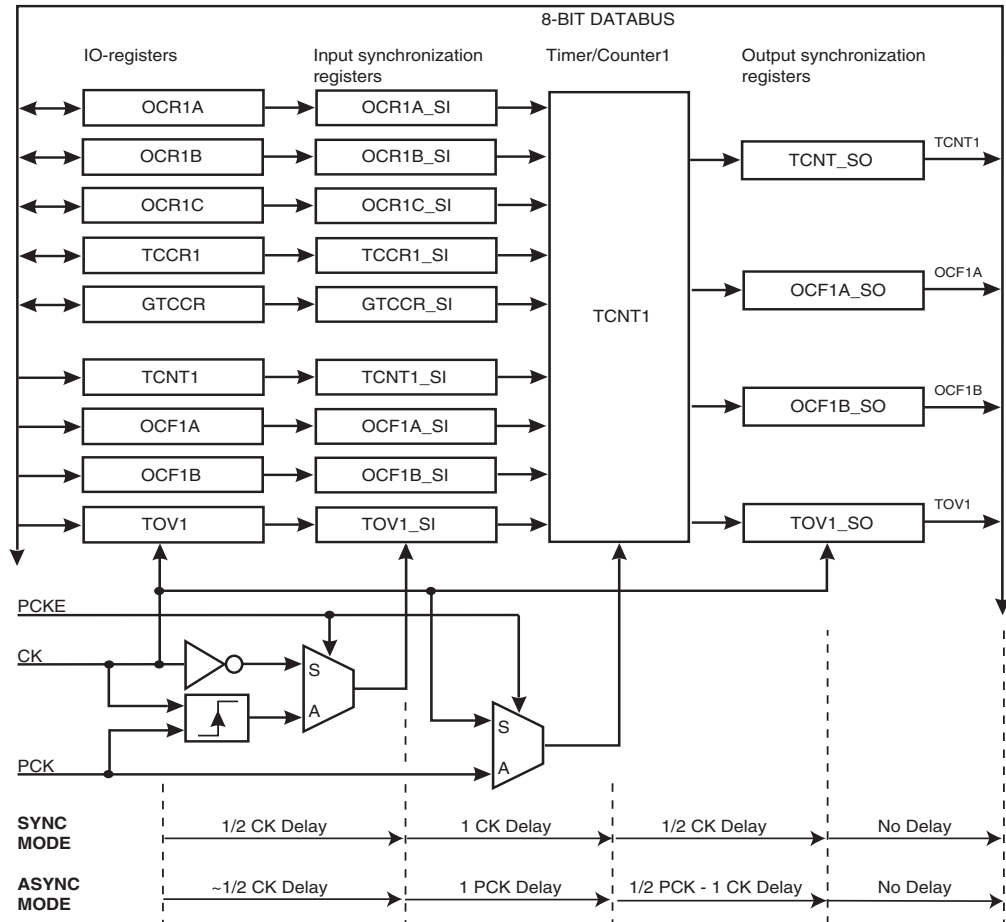 8-BIT DATABUS
IO-registers
Input synchronization
registers
Timer/Counter1
Output synchronization
registers
OCR1A
OCR1A_SI
OCR1B
OCR1B_SI
OCR1C
OCR1C_SI
TCCR1
TCCR1_SI
GTCCR
GTCCR_SI
TCNT1
TCNT1_SI
OCF1A
OCF1A_SI
OCF1B
OCF1B_SI
TOV1
TOV1_SI
TCNT1
TCNT_SO
TCNT1
OCF1A_SO
OCF1A
OCF1B_SO
OCF1B
TOV1_SO
TOV1
PCKE
CK
S
A
S
A
PCK
SYNC
MODE
1/2 CK Delay
1 CK Delay
1/2 CK Delay
No Delay
ASYNC
MODE
~1/2 CK Delay
1 PCK Delay
1/2 PCK - 1 CK Delay
No Delay